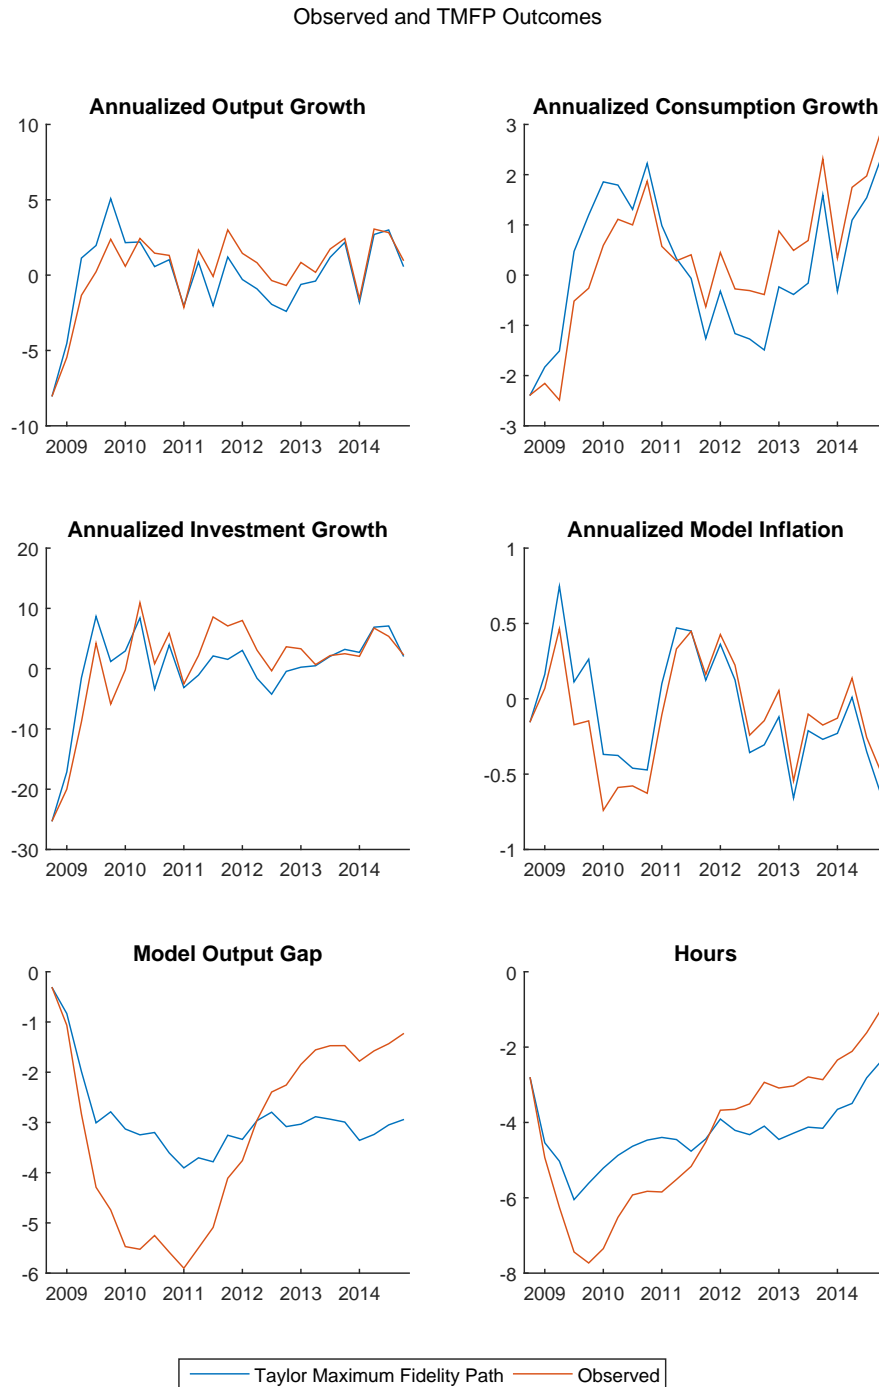 Observed and TMFP Outcomes
Annualized Output Growth
10
5
0
-5
-10
2009 2010 2011 2012 2013 2014
Annualized Consumption Growth
3
2
1
0
-1
-2
-3
2009 2010 2011 2012 2013 2014
Annualized Investment Growth
20
10
0
-10
-20
-30
2009 2010 2011 2012 2013 2014
Annualized Model Inflation
1
0.5
0
-0.5
-1
2009 2010 2011 2012 2013 2014
Model Output Gap
0
-1
-2
-3
-4
-5
-6
2009 2010 2011 2012 2013 2014
Hours
0
-2
-4
-6
-8
2009 2010 2011 2012 2013 2014
Taylor Maximum Fidelity Path Observed